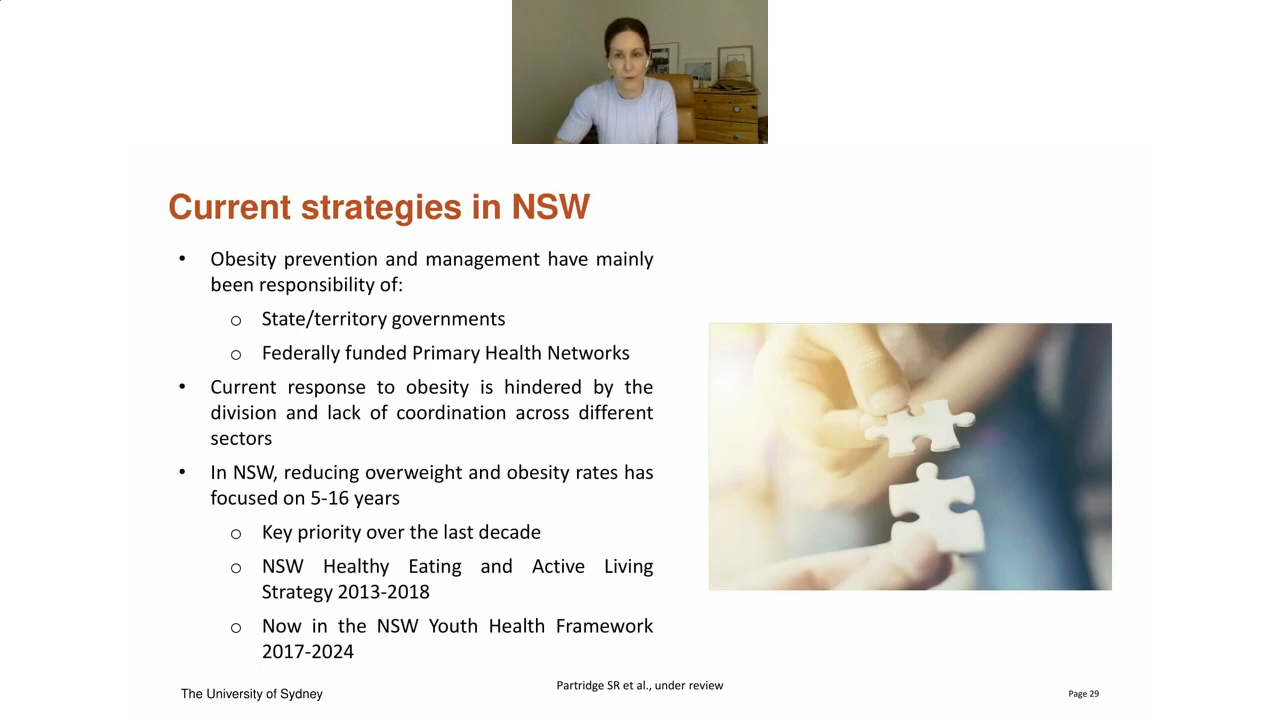 Current strategies in NSW
• Obesity prevention and management have mainly
been responsibility of:
o State/territory governments
o Federally funded Primary Health Networks
• Current response to obesity is hindered by the
division and lack of coordination across different
sectors
• In NSW, reducing overweight and obesity rates has
focused on 5-16 years
o Key priority over the last decade
o NSW Healthy Eating and Active Living
Strategy 2013-2018
o Now in the NSW Youth Health Framework
2017-2024
Partridge SR et al., under review
The University of Sydney
Page 29